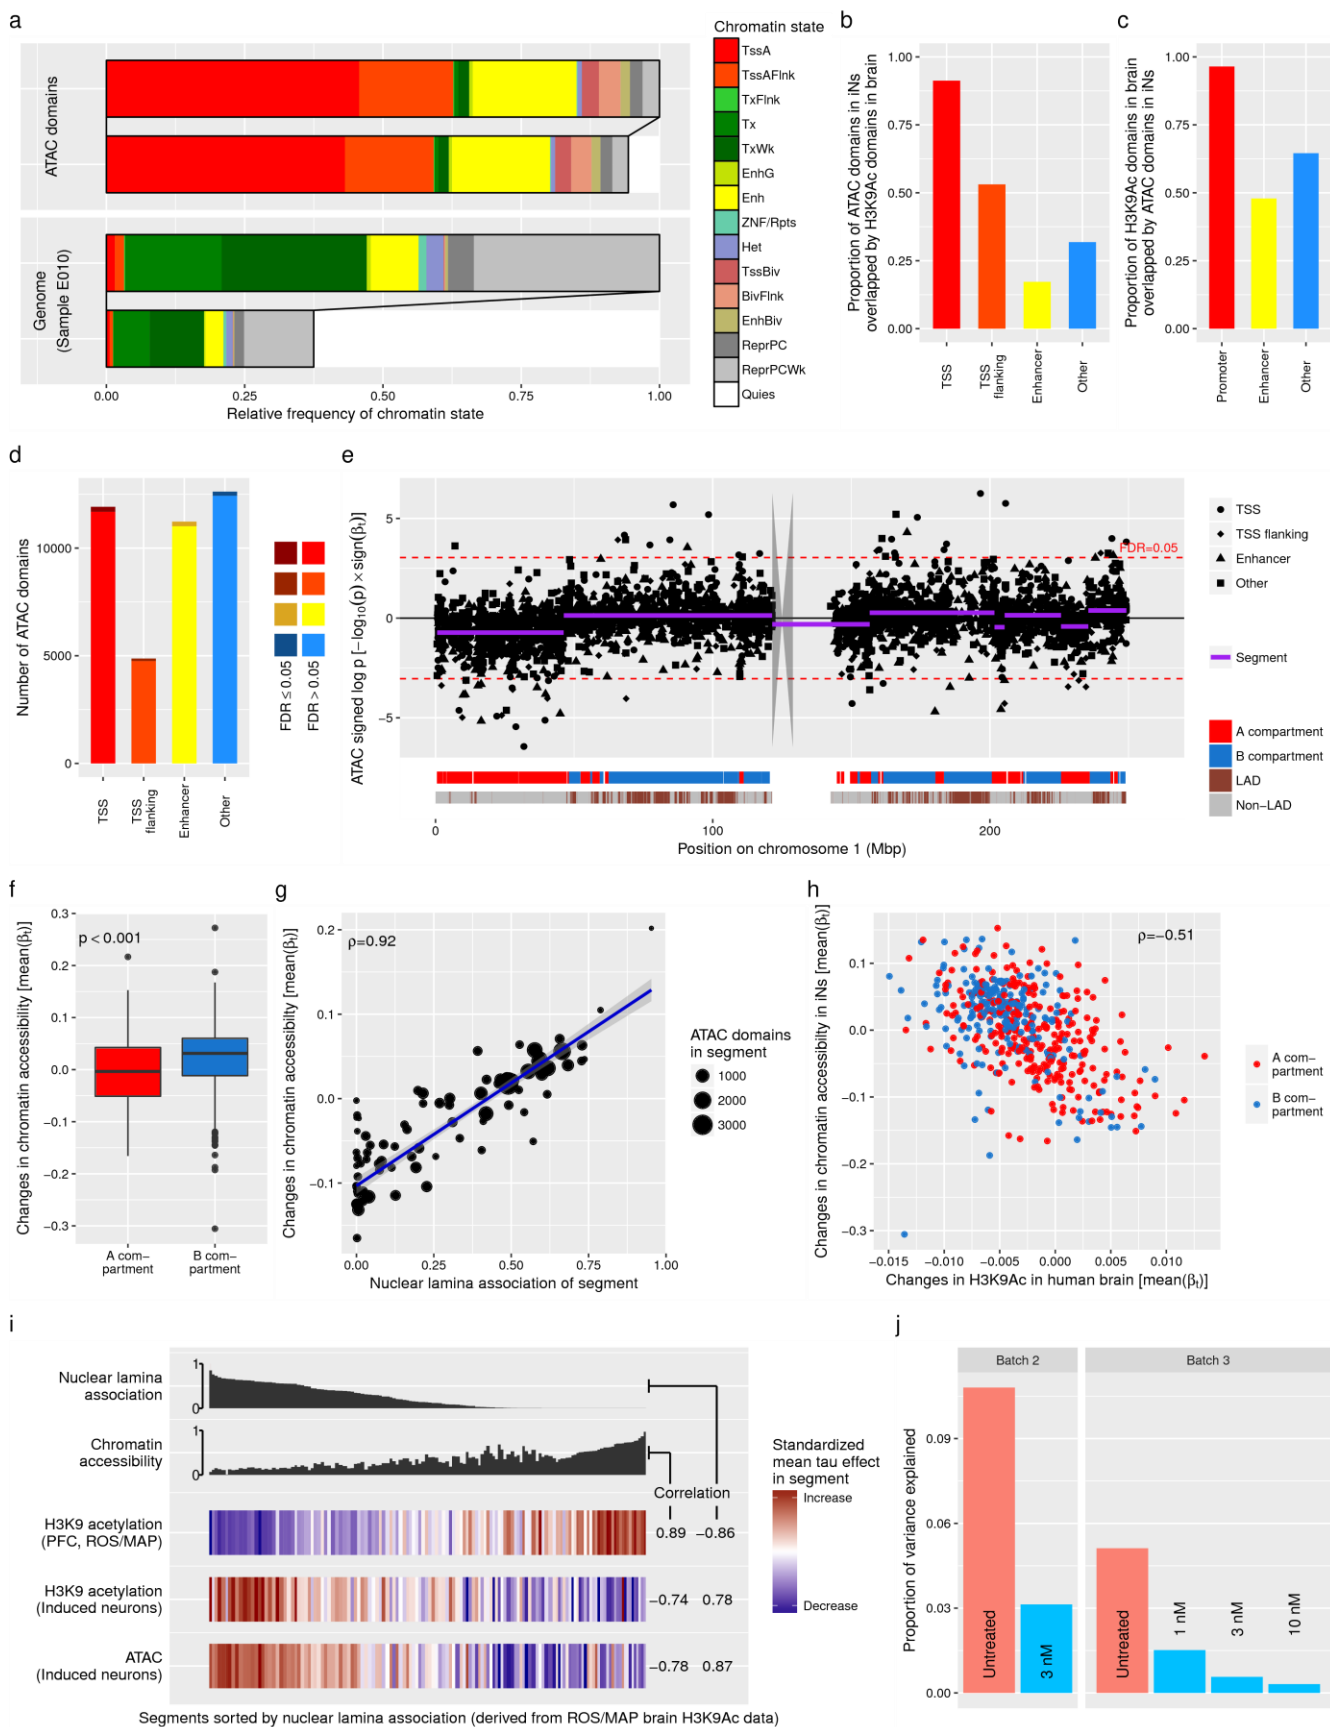 a
Chromatin state
TssA
TssAFlnk
TxFlnk
Tx
TxWk
EnhG
Enh
ZNF/Rpts
Het
TssBiv
BivFlnk
EnhBiv
ReprPC
ReprPCWk
Quies
ATAC domains
Genome
(Sample E010)
0.00
0.25
0.50
0.75
1.00
Relative frequency of chromatin state
b
Proportion of ATAC domains in iNs
overlapped by H3K9Ac domains in brain
1.00
0.75
0.50
0.25
0.00
TSS
TSS
flanking
Enhancer
Other
c
Proportion of H3K9Ac domains in brain
overlapped by ATAC domains in iNs
1.00
0.75
0.50
0.25
0.00
Promoter
Enhancer
Other
d
Number of ATAC domains
10000
5000
0
TSS
TSS
flanking
Enhancer
Other
FDR ≤ 0.05
FDR > 0.05
e
ATAC signed log p [−log₁₀(p) × sign(β̂ₜ)]
5
0
−5
FDR=0.05
0
100
200
Position on chromosome 1 (Mbp)
TSS
TSS flanking
Enhancer
Other
Segment
A compartment
B compartment
LAD
Non−LAD
f
Changes in chromatin accessibility [mean(β̂ₜ)]
0.3
0.2
0.1
0.0
−0.1
−0.2
−0.3
p < 0.001
A com−
partment
B com−
partment
g
Changes in chromatin accessibility [mean(β̂ₜ)]
0.2
0.1
0.0
−0.1
ρ=0.92
0.00
0.25
0.50
0.75
1.00
Nuclear lamina association of segment
ATAC domains
in segment
1000
2000
3000
h
Changes in chromatin accessibility in iNs [mean(β̂ₜ)]
0.1
0.0
−0.1
−0.2
−0.3
ρ=−0.51
−0.015
−0.010
−0.005
0.000
0.005
0.010
Changes in H3K9Ac in human brain [mean(β̂ₜ)]
A com−
partment
B com−
partment
i
Nuclear lamina
association
1
0
Chromatin
accessibility
1
0
Correlation
H3K9 acetylation
(PFC, ROS/MAP)
0.89 −0.86
H3K9 acetylation
(Induced neurons)
−0.74 0.78
ATAC
(Induced neurons)
−0.78 0.87
Segments sorted by nuclear lamina association (derived from ROS/MAP brain H3K9Ac data)
Standardized
mean tau effect
in segment
Increase
Decrease
j
Batch 2
Batch 3
Proportion of variance explained
0.09
0.06
0.03
0.00
Untreated
3 nM
Untreated
1 nM
3 nM
10 nM